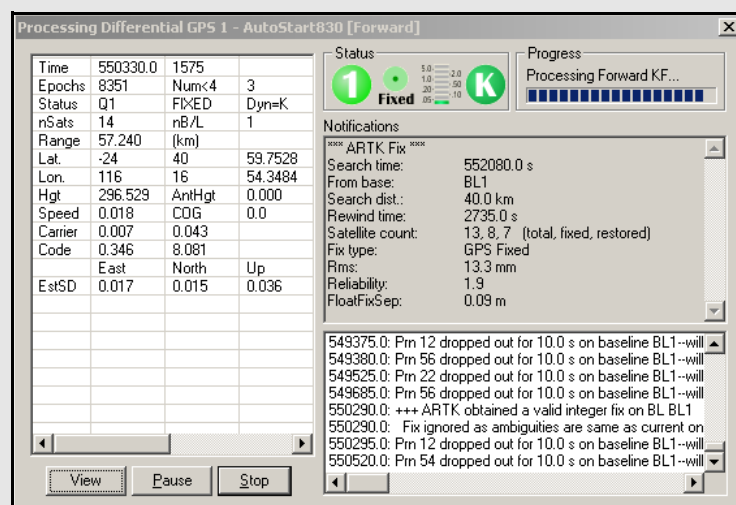 Processing Differential GPS 1 - AutoStart830 [Forward]
Time 550330.0 1575
Epochs 8351 Num<4 3
Status Q1 FIXED Dyn=K
nSats 14 nB/L 1
Range 57.240 (km)
Lat. -24 40 59.7528
Lon. 116 16 54.3484
Hgt 296.529 AntHgt 0.000
Speed 0.018 COG 0.0
Carrier 0.007 0.043
Code 0.346 8.081
East North Up
EstSD 0.017 0.015 0.036
View Pause Stop
Status
1 Fixed K
5.0 2.0
1.0 .50
.20 .10
.05
Progress
Processing Forward KF...
Notifications
*** ARTK Fix ***
Search time: 552080.0 s
From base: BL1
Search dist.: 40.0 km
Rewind time: 2735.0 s
Satellite count: 13, 8, 7 (total, fixed, restored)
Fix type: GPS Fixed
Rms: 13.3 mm
Reliability: 1.9
FloatFixSep: 0.09 m
549375.0: Prn 12 dropped out for 10.0 s on baseline BL1--will
549380.0: Prn 56 dropped out for 10.0 s on baseline BL1--will
549525.0: Prn 22 dropped out for 10.0 s on baseline BL1--will
549685.0: Prn 56 dropped out for 10.0 s on baseline BL1--will
550290.0: +++ ARTK obtained a valid integer fix on BL BL1
550290.0: Fix ignored as ambiguities are same as current on
550295.0: Prn 12 dropped out for 10.0 s on baseline BL1--will
550520.0: Prn 54 dropped out for 10.0 s on baseline BL1--will